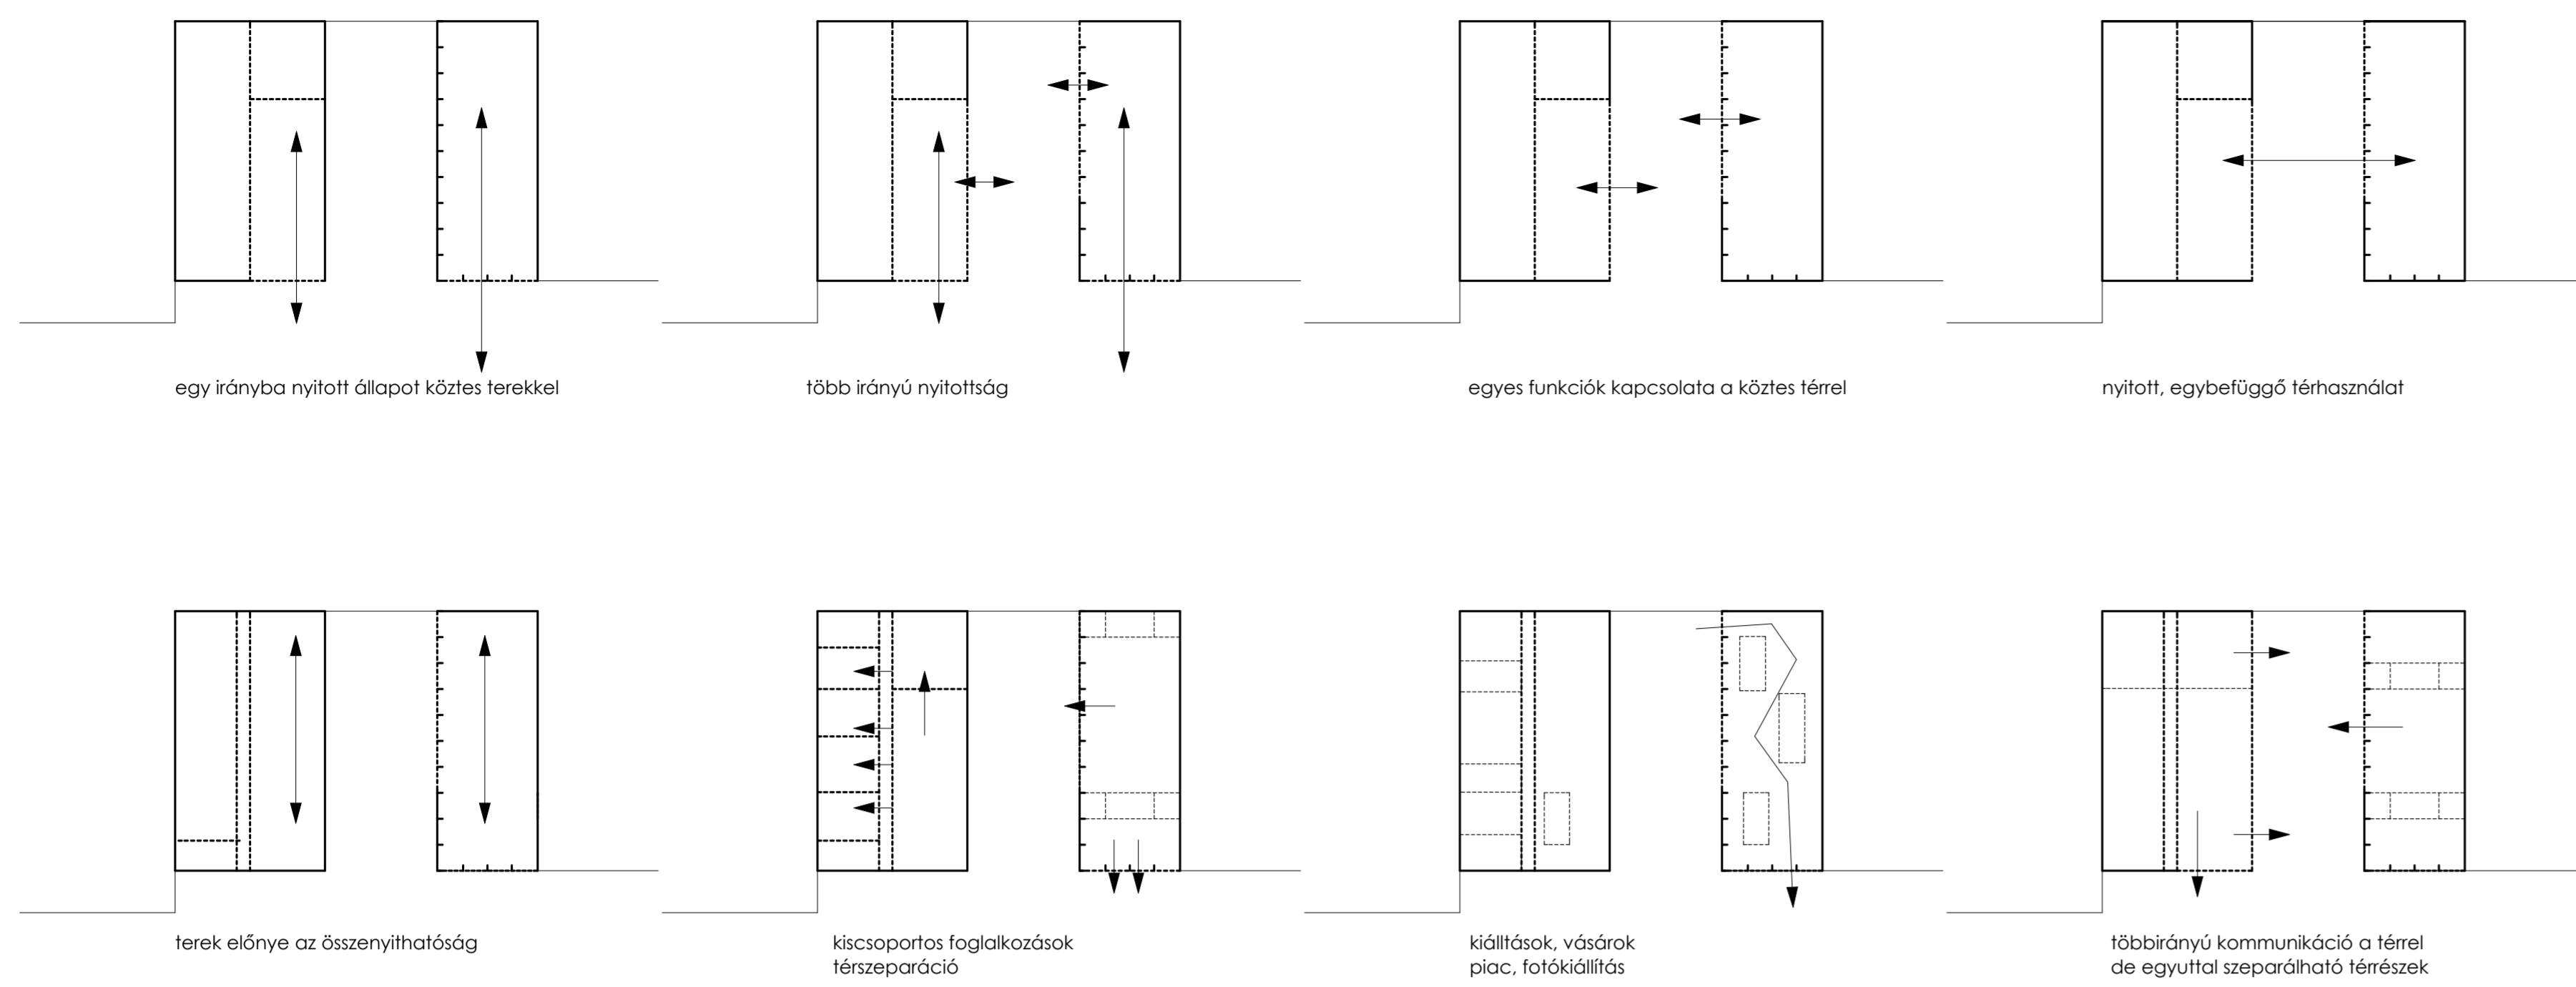 egy irányba nyitott állapot köztes terekkel
több irányú nyitottság
egyes funkciók kapcsolata a köztes térrel
nyitott, egybefüggő térhasználat
terek előnye az összenyithatóság
kiscsoportos foglalkozások
térszeparáció
kiálltások, vásárok
piac, fotókiállítás
többirányú kommunikáció a térrel
de egyuttal szeparálható térrészek